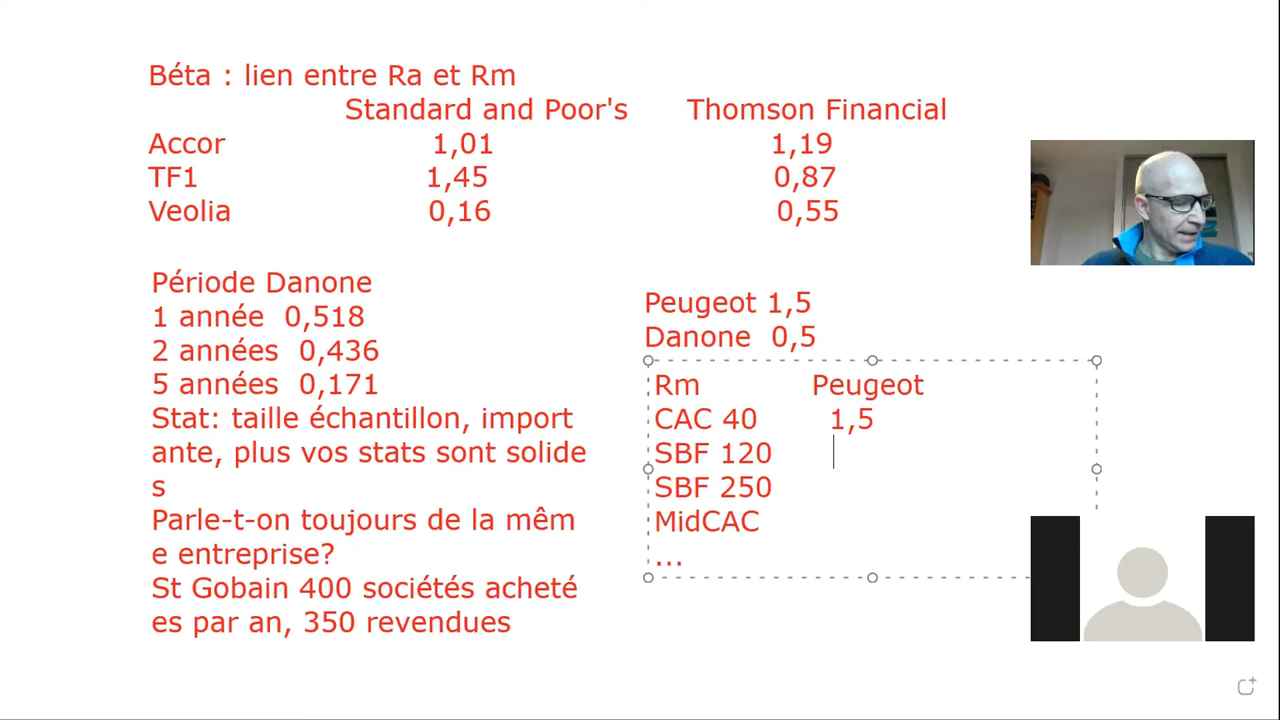 Béta : lien entre Ra et Rm
Standard and Poor's Thomson Financial
Accor 1,01 1,19
TF1 1,45 0,87
Veolia 0,16 0,55
Période Danone
1 année 0,518
2 années 0,436
5 années 0,171
Stat: taille échantillon, import
ante, plus vos stats sont solide
s
Parle-t-on toujours de la mêm
e entreprise?
St Gobain 400 sociétés acheté
es par an, 350 revendues
Peugeot 1,5
Danone 0,5
Rm Peugeot
CAC 40 1,5
SBF 120
SBF 250
MidCAC
...